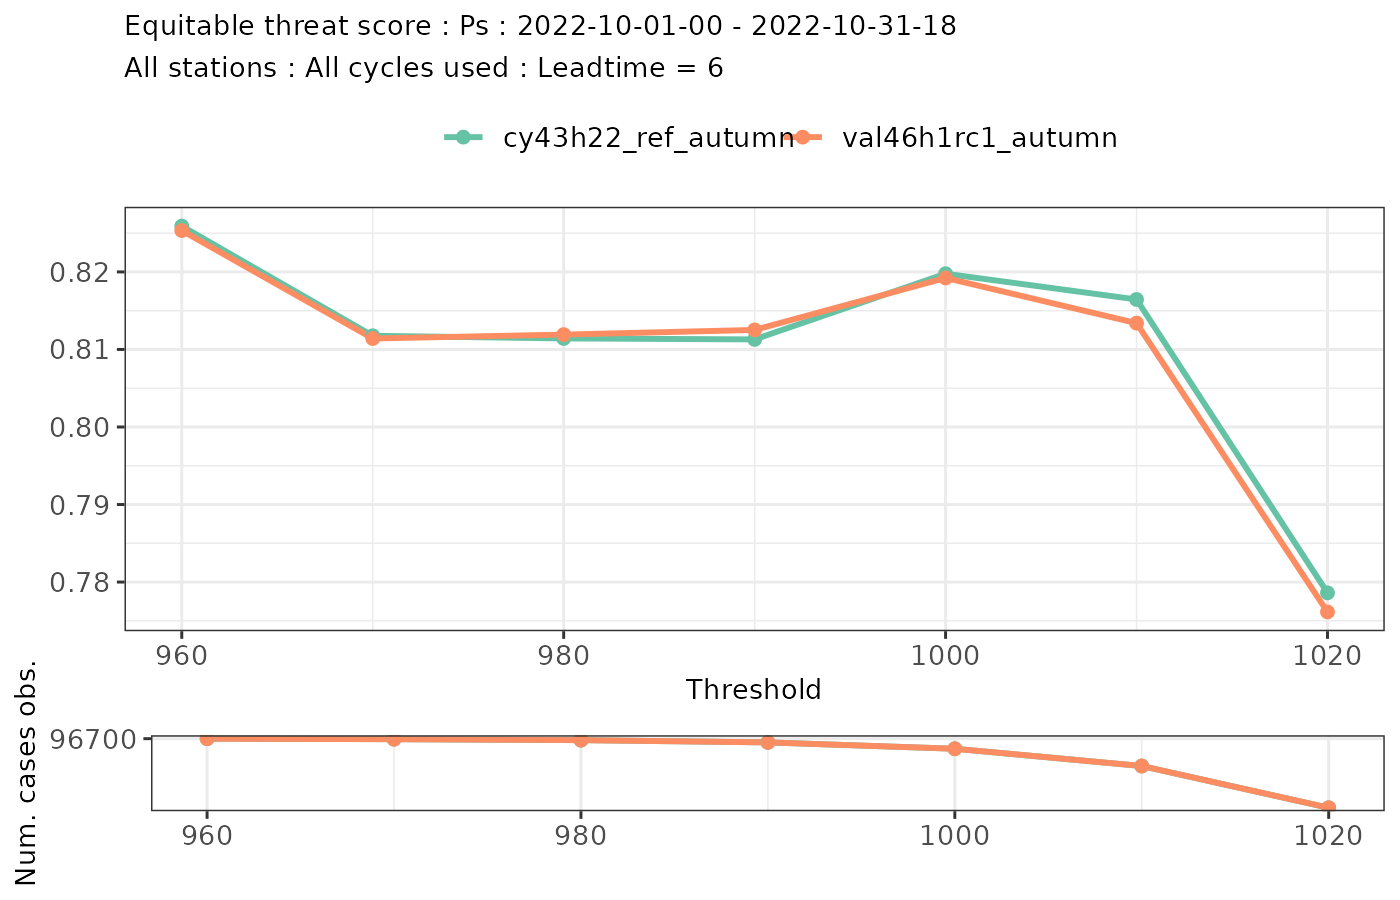 Equitable threat score : Ps : 2022-10-01-00 - 2022-10-31-18
All stations : All cycles used : Leadtime = 6
cy43h22_ref_autumn val46h1rc1_autumn
0.82
0.81
0.80
0.79
0.78
960 980 1000 1020
Threshold
Num. cases obs.
96700
960 980 1000 1020